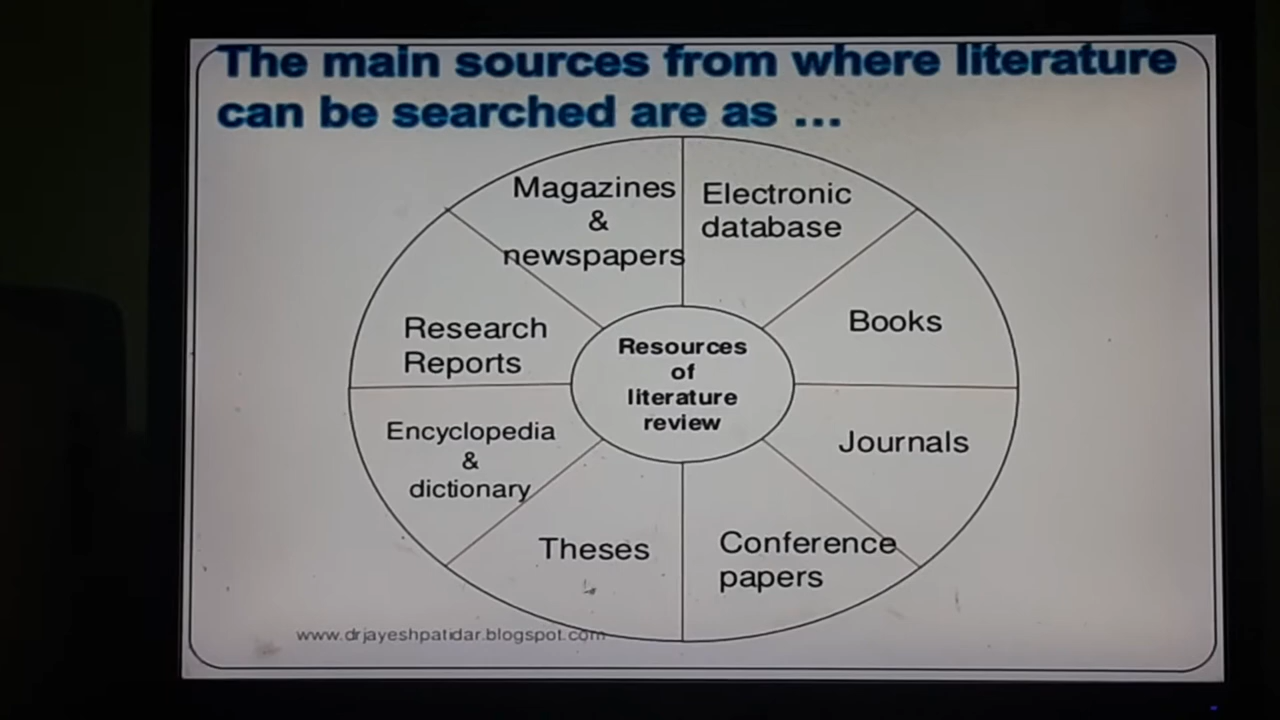 The main sources from where literature
can be searched are as ...
Magazines
&
newspapers
Electronic
database
Books
Journals
Conference
papers
Theses
Encyclopedia
&
dictionary
Research
Reports
Resources
of
literature
review
www.drjayeshpatidar.blogspot.com